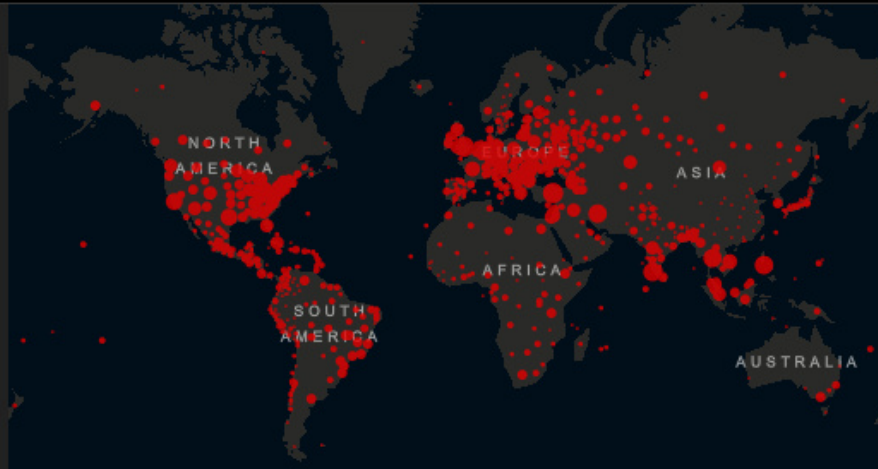 NORTH
AMERICA
EUROPE
ASIA
AFRICA
SOUTH
AMERICA
AUSTRALIA